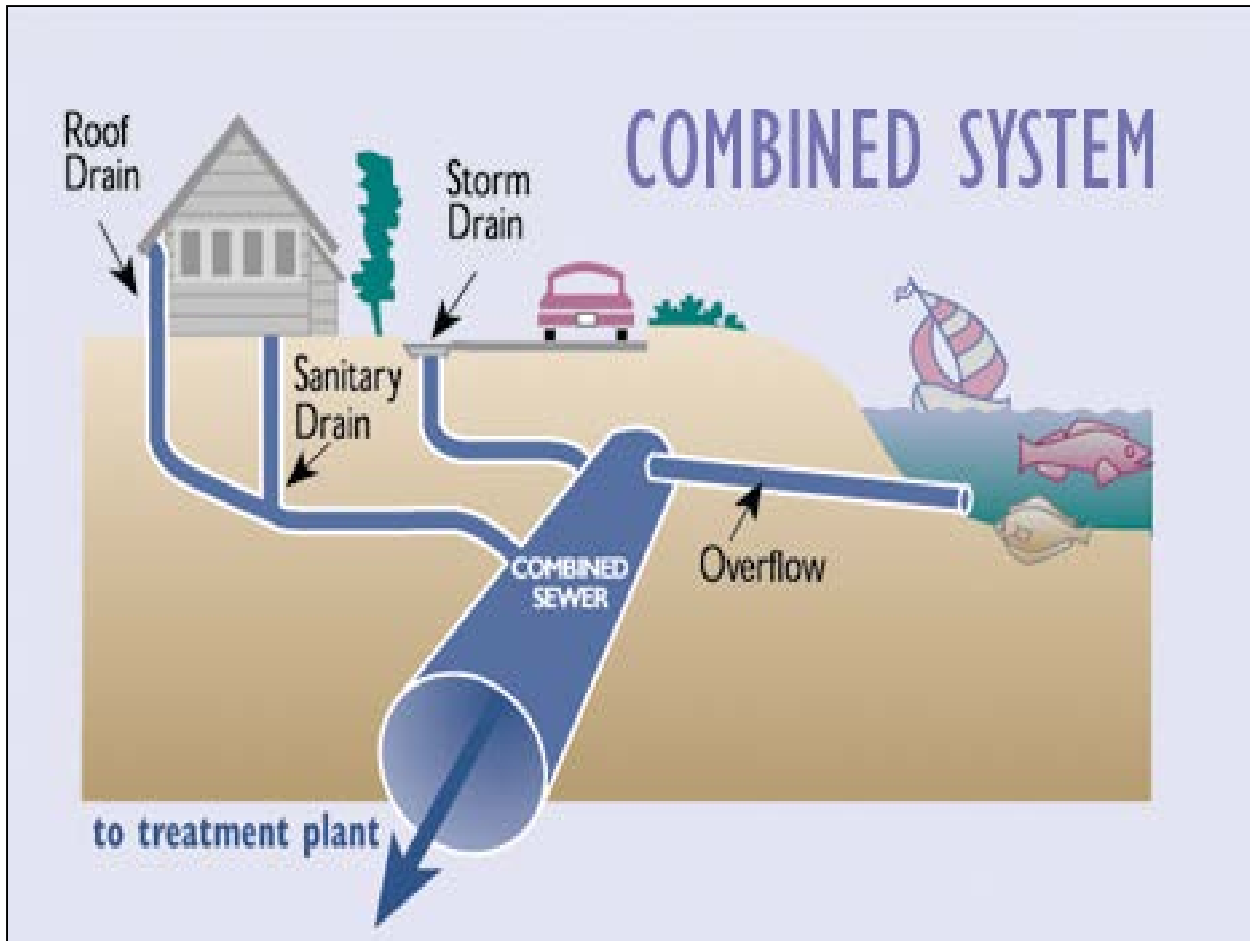 COMBINED SYSTEM
Roof
Drain
Storm
Drain
Sanitary
Drain
COMBINED
SEWER
Overflow
to treatment plant